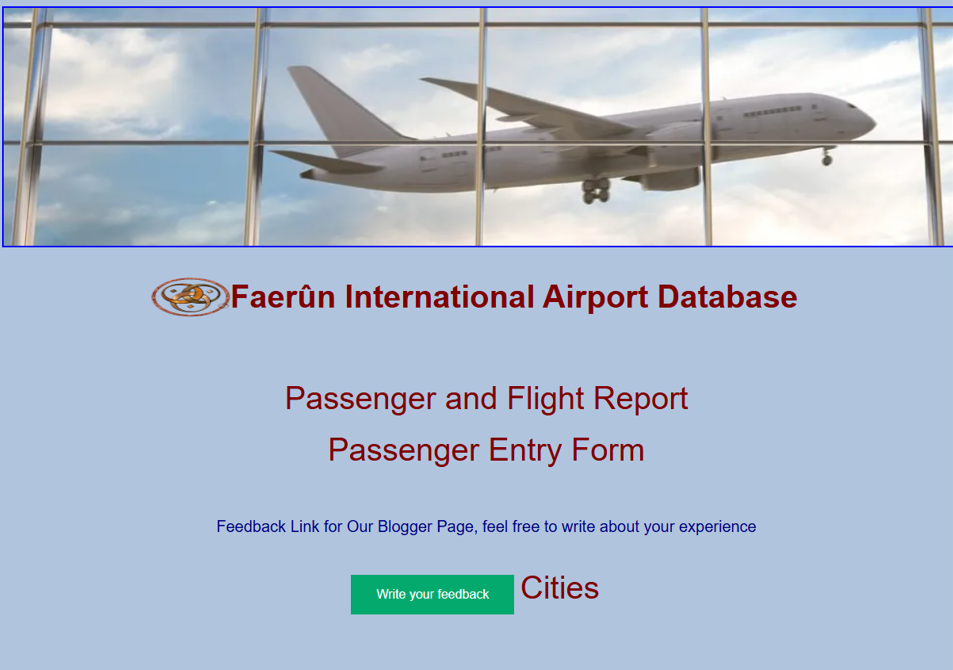 Faerûn International Airport Database
Passenger and Flight Report
Passenger Entry Form
Feedback Link for Our Blogger Page, feel free to write about your experience
Write your feedback Cities